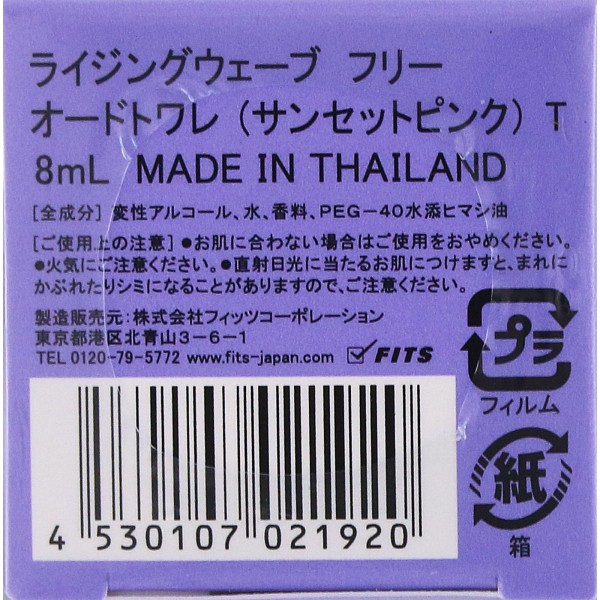 ライジングウェーブ フリー
オードトワレ（サンセットピンク）T
8mL MADE IN THAILAND
[全成分] 変性アルコール、水、香料、PEG－40水添ヒマシ油
[ご使用上の注意] ●お肌に合わない場合はご使用をおやめください。
●火気にご注意ください。●直射日光に当たるお肌につけますと、まれに
かぶれたりシミになることがありますので、ご注意ください。
製造販売元：株式会社フィッツコーポレーション
東京都港区北青山3－6－1
TEL 0120-79-5772 www.fits-japan.com FITS
プラ
フィルム
紙
箱
4 530107 021920